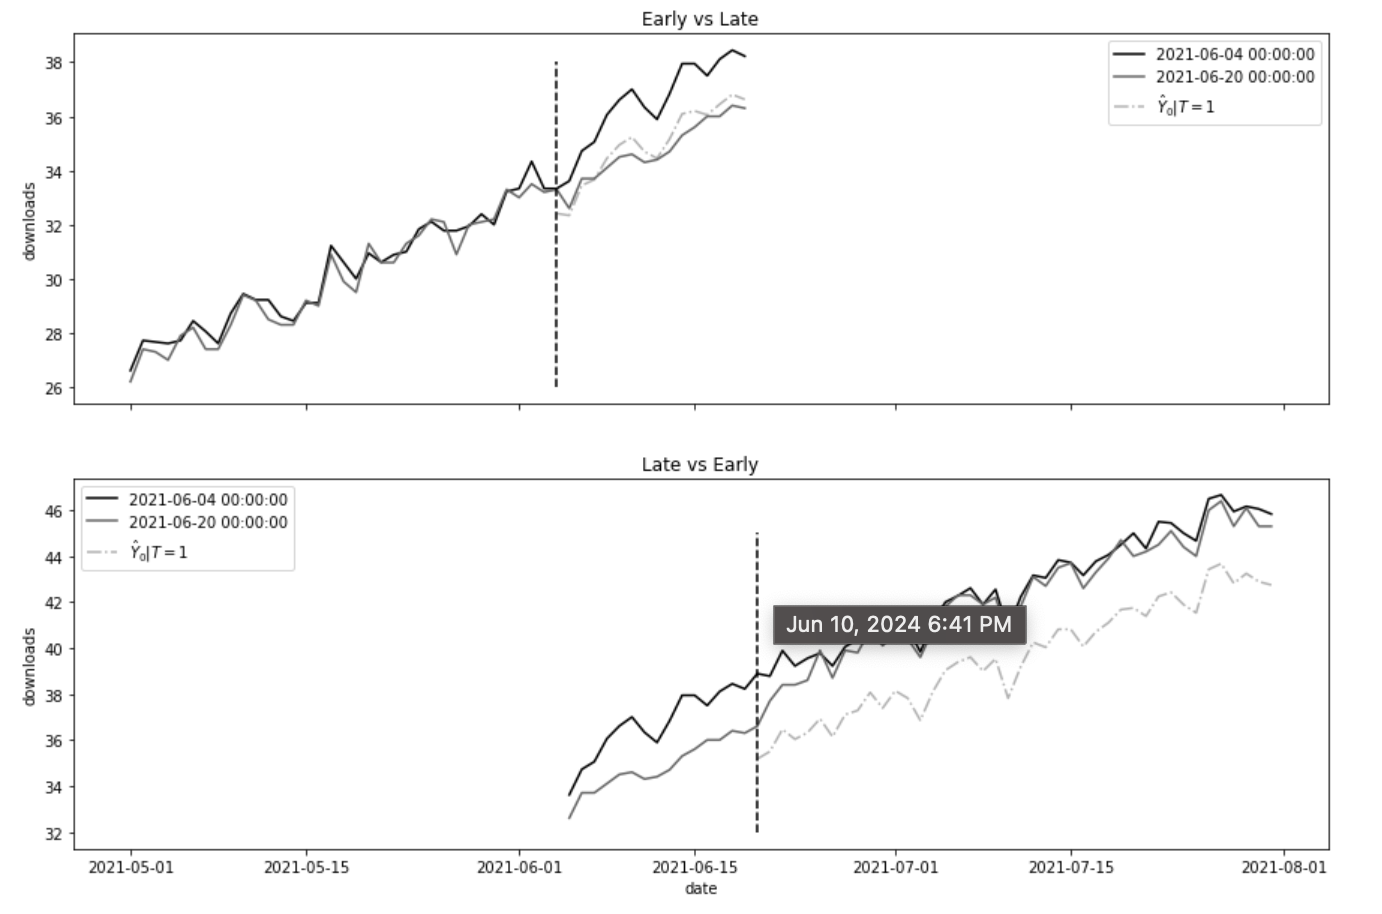 Early vs Late
38
36
34
32
30
28
26
downloads
2021-06-04 00:00:00
2021-06-20 00:00:00
Ŷ₀|T = 1
Late vs Early
46
44
42
40
38
36
34
32
downloads
2021-06-04 00:00:00
2021-06-20 00:00:00
Ŷ₀|T = 1
Jun 10, 2024 6:41 PM
2021-05-01 2021-05-15 2021-06-01 2021-06-15 2021-07-01 2021-07-15 2021-08-01
date